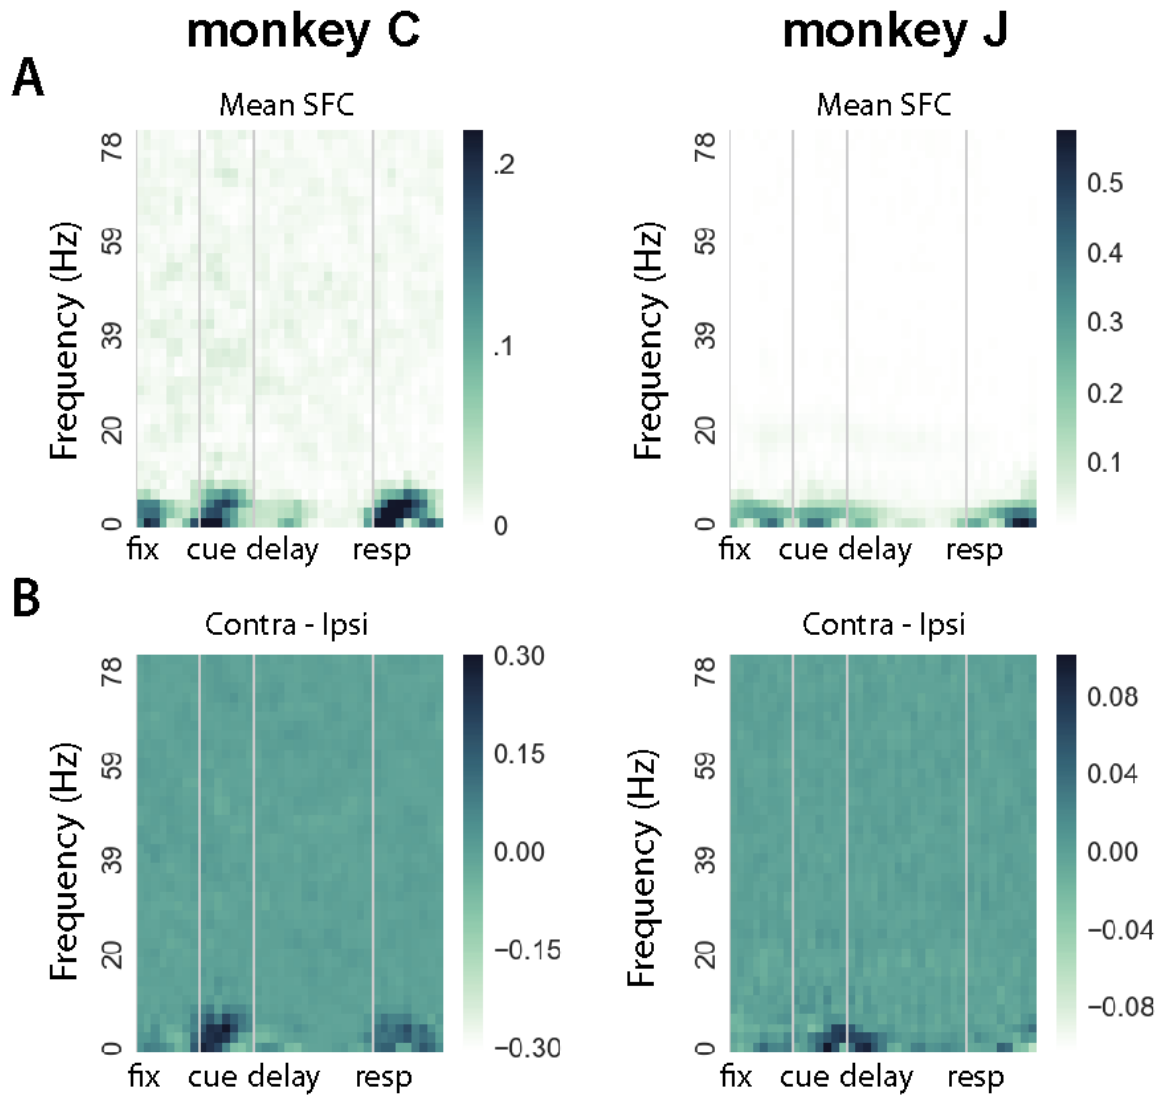 monkey C
monkey J
A
Mean SFC
Mean SFC
Frequency (Hz)
78
59
39
20
0
fix cue delay resp
.2
.1
0
Frequency (Hz)
78
59
39
20
0
fix cue delay resp
0.5
0.4
0.3
0.2
0.1
B
Contra - Ipsi
Contra - Ipsi
Frequency (Hz)
78
59
39
20
0
fix cue delay resp
0.30
0.15
0.00
−0.15
−0.30
Frequency (Hz)
78
59
39
20
0
fix cue delay resp
0.08
0.04
0.00
−0.04
−0.08